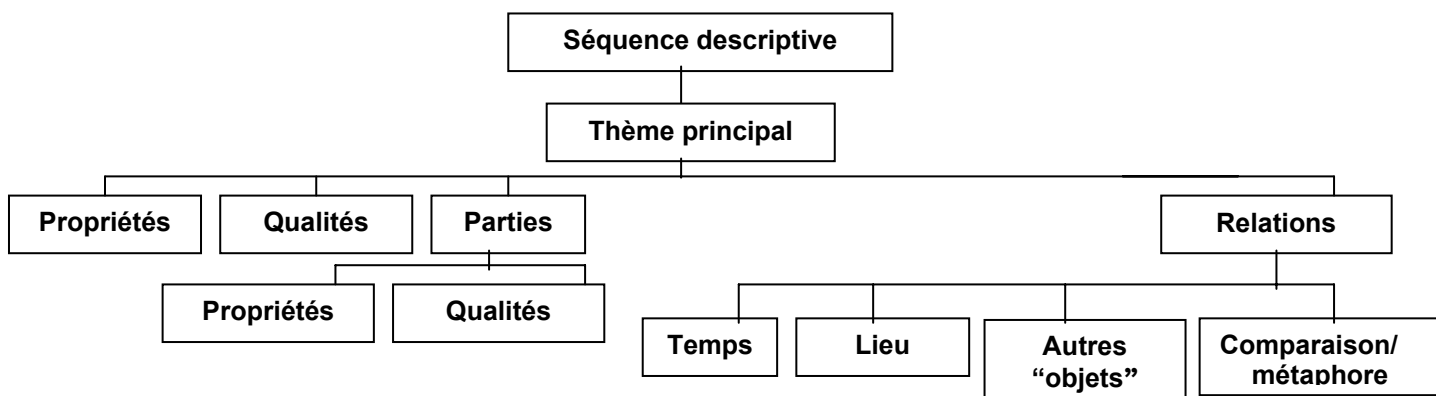 Séquence descriptive
Thème principal
Propriétés
Qualités
Parties
Relations
Propriétés
Qualités
Temps
Lieu
Autres
“objets”
Comparaison/
métaphore